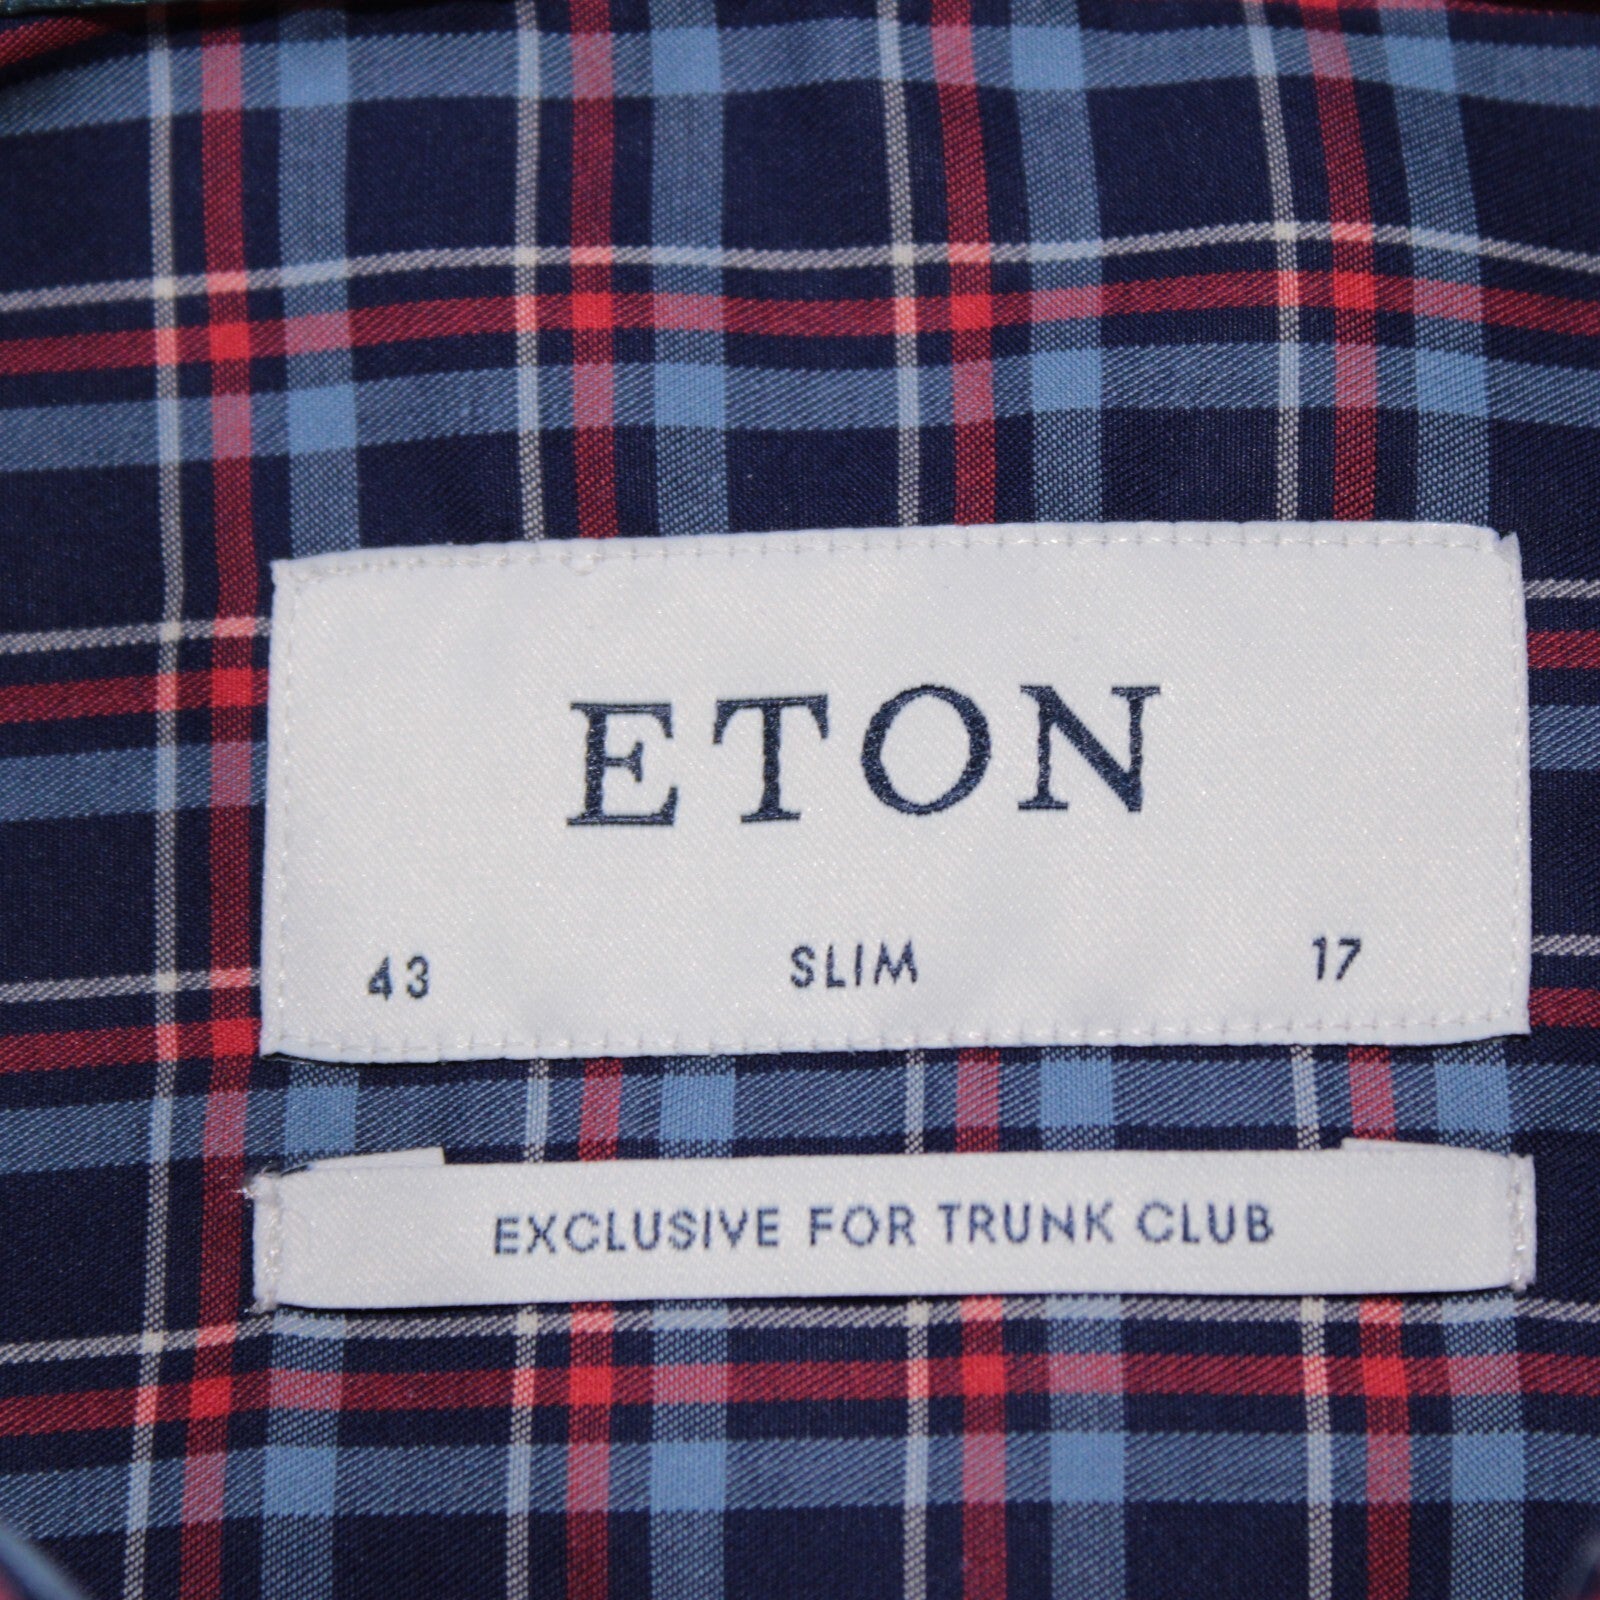 ETON
43 SLIM 17
EXCLUSIVE FOR TRUNK CLUB